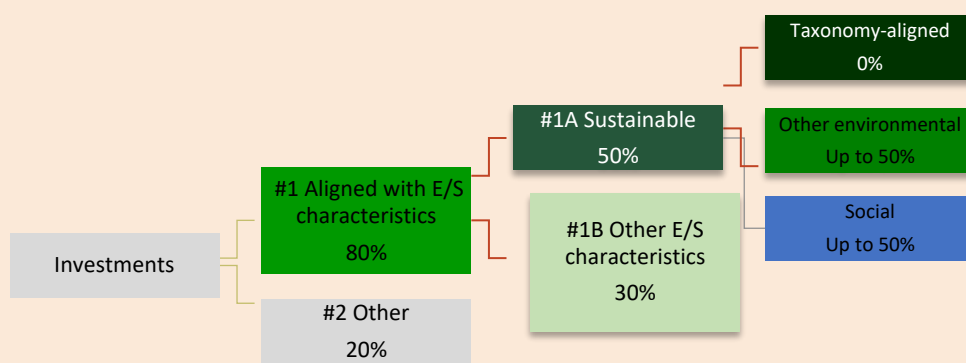 Investments
#1 Aligned with E/S
characteristics
80%
#2 Other
20%
#1A Sustainable
50%
#1B Other E/S
characteristics
30%
Taxonomy-aligned
0%
Other environmental
Up to 50%
Social
Up to 50%